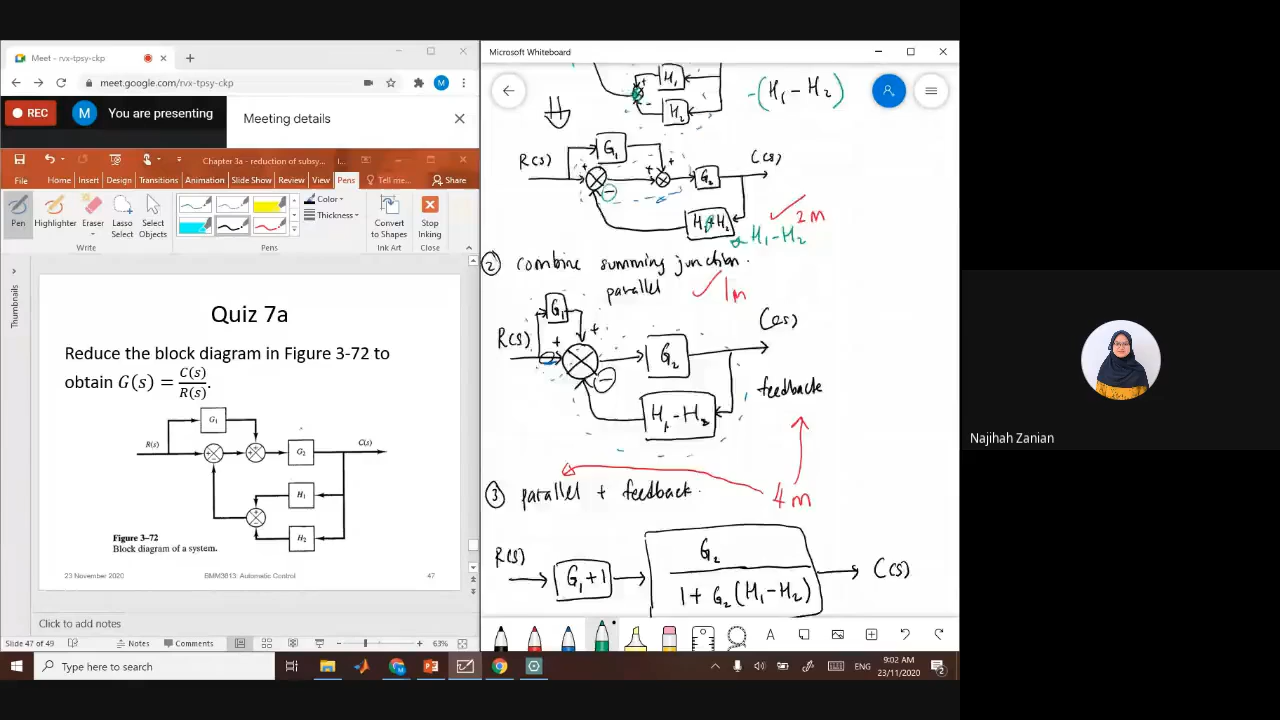 Meet – rvx-tpsy-ckp
meet.google.com/rvx-tpsy-ckp
REC
M
You are presenting
Meeting details
Chapter 3a - reduction of subsy...
File
Home
Insert
Design
Transitions
Animation
Slide Show
Review
View
Pens
Tell me...
Share
Pen
Highlighter
Eraser
Lasso Select
Select Objects
Color
Thickness
Convert to Shapes
Stop Inking
Write
Pens
Ink Art
Close
Thumbnails
Quiz 7a
Reduce the block diagram in Figure 3-72 to
obtain G(s) = C(s)/R(s).
G₁
R(s)
G₂
C(s)
H₁
H₂
Figure 3–72
Block diagram of a system.
23 November 2020
BMM3813: Automatic Control
47
Click to add notes
Slide 47 of 49
Notes
Comments
63%
Microsoft Whiteboard
H₁
H₂
-(H₁ - H₂)
R(s)
G₁
G₂
C(s)
H₁-H₂
2m
② combine summing junction.
parallel
1m
R(s)
G₁
G₂
C(s)
H₁-H₂
feedback
③ parallel + feedback.
4m
R(s)
G₁+1
G₂
1+ G₂(H₁-H₂)
C(s)
Najihah Zanian
Type here to search
ENG
9:02 AM
23/11/2020
2